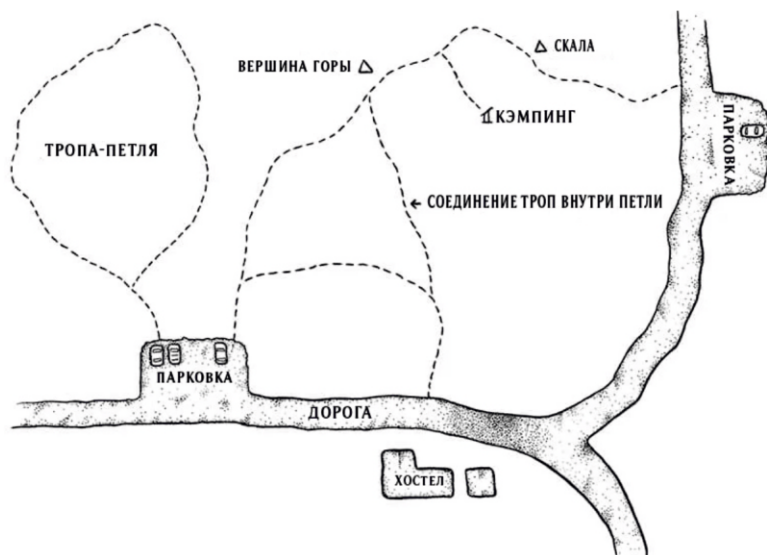 СКАЛА
ВЕРШИНА ГОРЫ
КЭМПИНГ
ПАРКОВКА
ТРОПА-ПЕТЛЯ
СОЕДИНЕНИЕ ТРОП ВНУТРИ ПЕТЛИ
ПАРКОВКА
ДОРОГА
ХОСТЕЛ